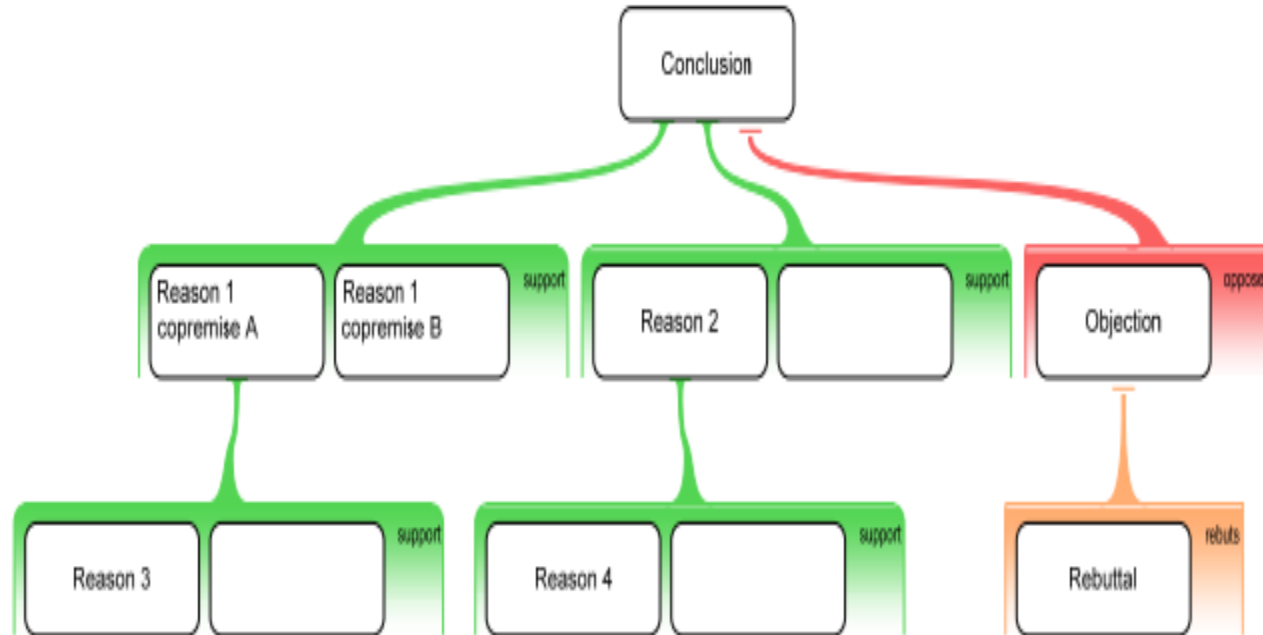 Conclusion
Reason 1
copremise A
Reason 1
copremise B
support
Reason 2
support
Objection
oppose
Reason 3
support
Reason 4
support
Rebuttal
rebuts